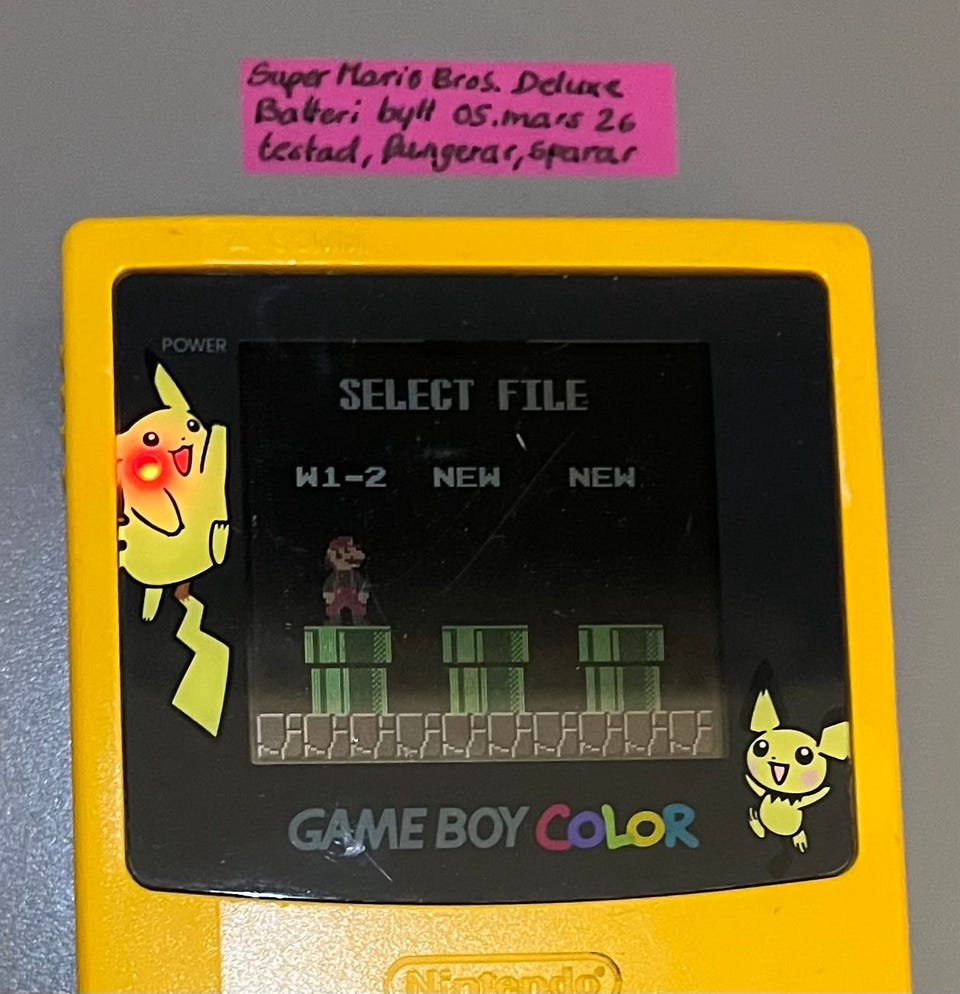 Super Mario Bros. Deluxe
Batteri bytt 05.mars 26
testad, fungerar, sparar
POWER
SELECT FILE
W1-2 NEW NEW
GAME BOY COLOR
Nintendo